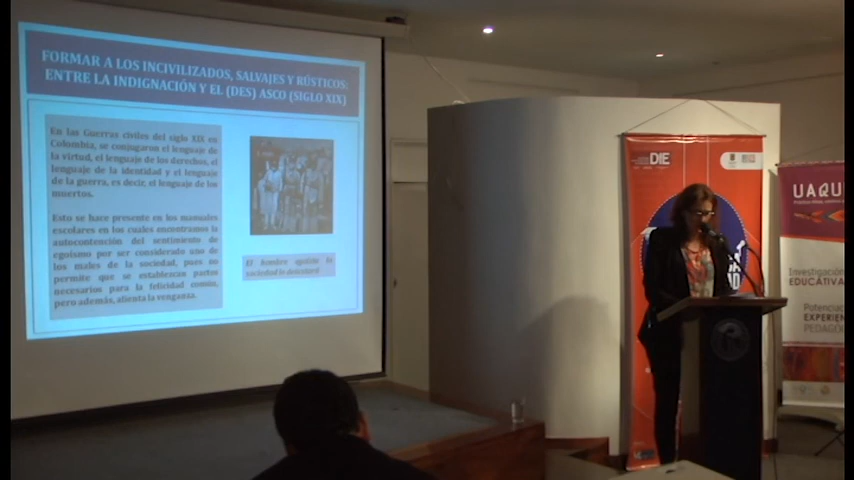 FORMAR A LOS INCIVILIZADOS, SALVAJES Y RÚSTICOS:
ENTRE LA INDIGNACIÓN Y EL (DES) ASCO (SIGLO XIX)
En las Guerras civiles del siglo XIX en
Colombia, se conjugaron el lenguaje de
la virtud, el lenguaje de los derechos, el
lenguaje de la identidad y el lenguaje
de la guerra, es decir, el lenguaje de los
muertos.
Esto se hace presente en los manuales
escolares en los cuales encontramos la
autocontención del sentimiento de
egoísmo por ser considerado uno de
los males de la sociedad, pues no
permite que se establezcan partos
necesarios para la felicidad común,
pero además, alienta la venganza.
El hombre egoísta la
sociedad lo
DIE
UAQU
Investigación
EDUCATIVA
Potencia
EXPERIEN
PEDAGÓ